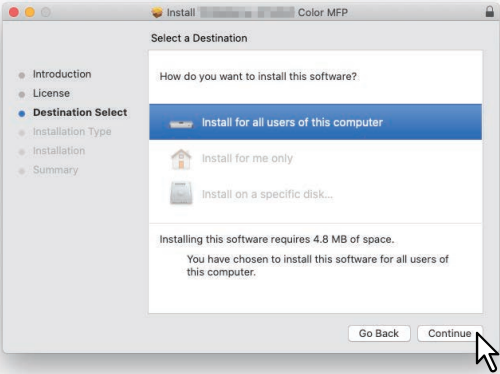 Install Color MFP
Select a Destination
Introduction
License
Destination Select
Installation Type
Installation
Summary
How do you want to install this software?
Install for all users of this computer
Install for me only
Install on a specific disk...
Installing this software requires 4.8 MB of space.
You have chosen to install this software for all users of
this computer.
Go Back
Continue